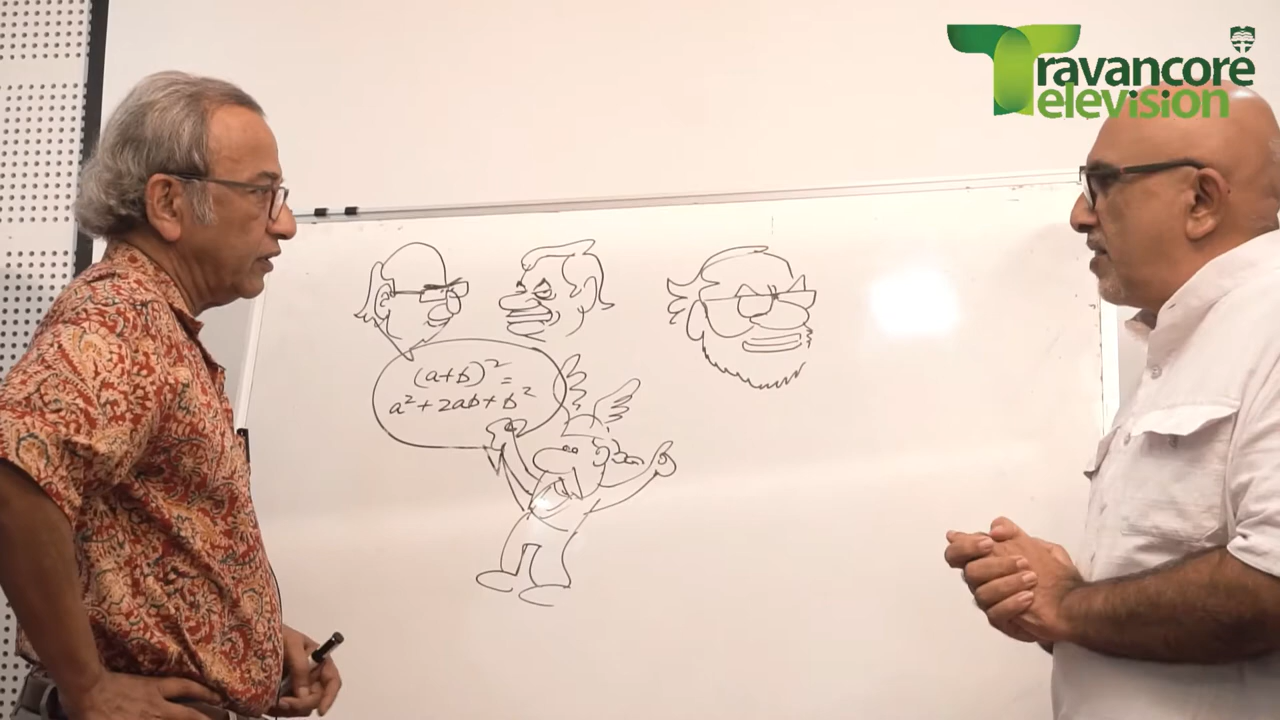 Travancore
Television
(a+b)² =
a² + 2ab + b²